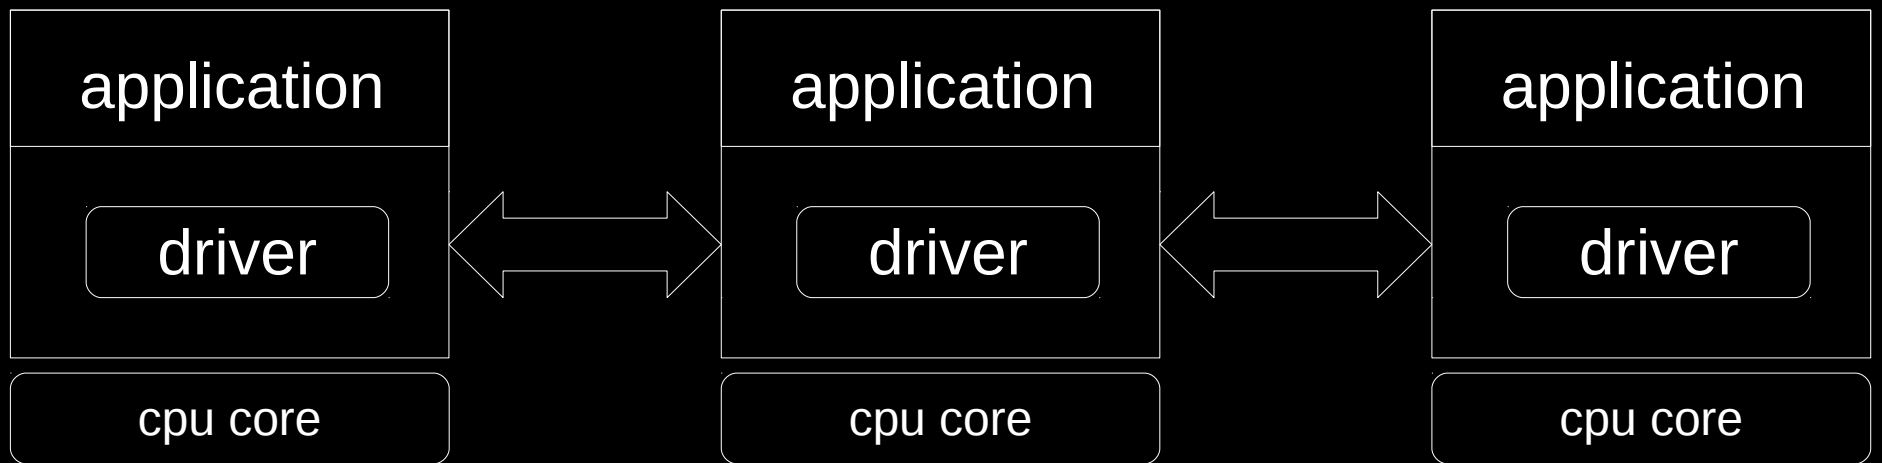 application
application
application
driver
driver
driver
cpu core
cpu core
cpu core